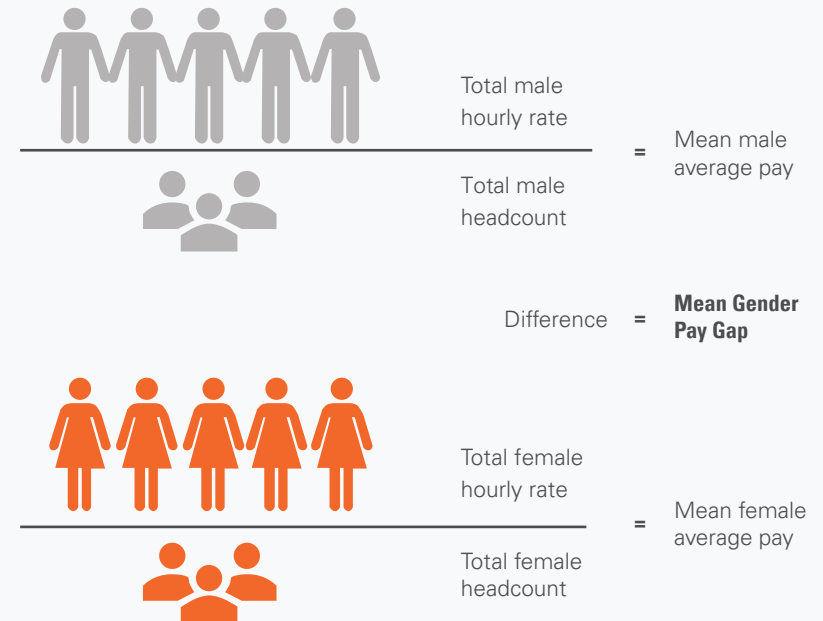 Total male
hourly rate
=
Mean male
average pay
Total male
headcount
Difference = Mean Gender
Pay Gap
Total female
hourly rate
=
Mean female
average pay
Total female
headcount